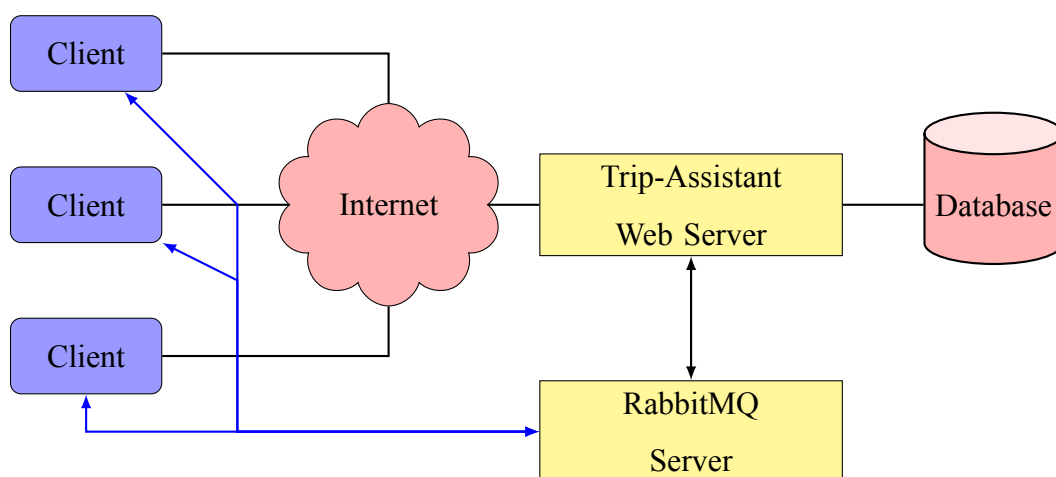 Client
Client
Client
Internet
Trip-Assistant
Web Server
Database
RabbitMQ
Server